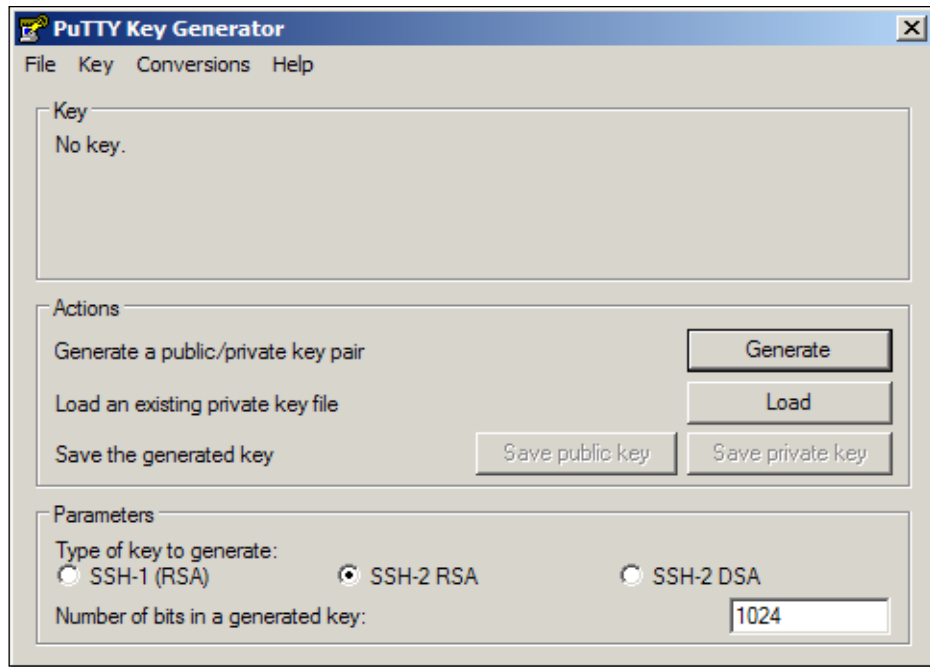 PuTTY Key Generator
File Key Conversions Help
Key
No key.
Actions
Generate a public/private key pair Generate
Load an existing private key file Load
Save the generated key Save public key Save private key
Parameters
Type of key to generate:
SSH-1 (RSA) SSH-2 RSA SSH-2 DSA
Number of bits in a generated key: 1024